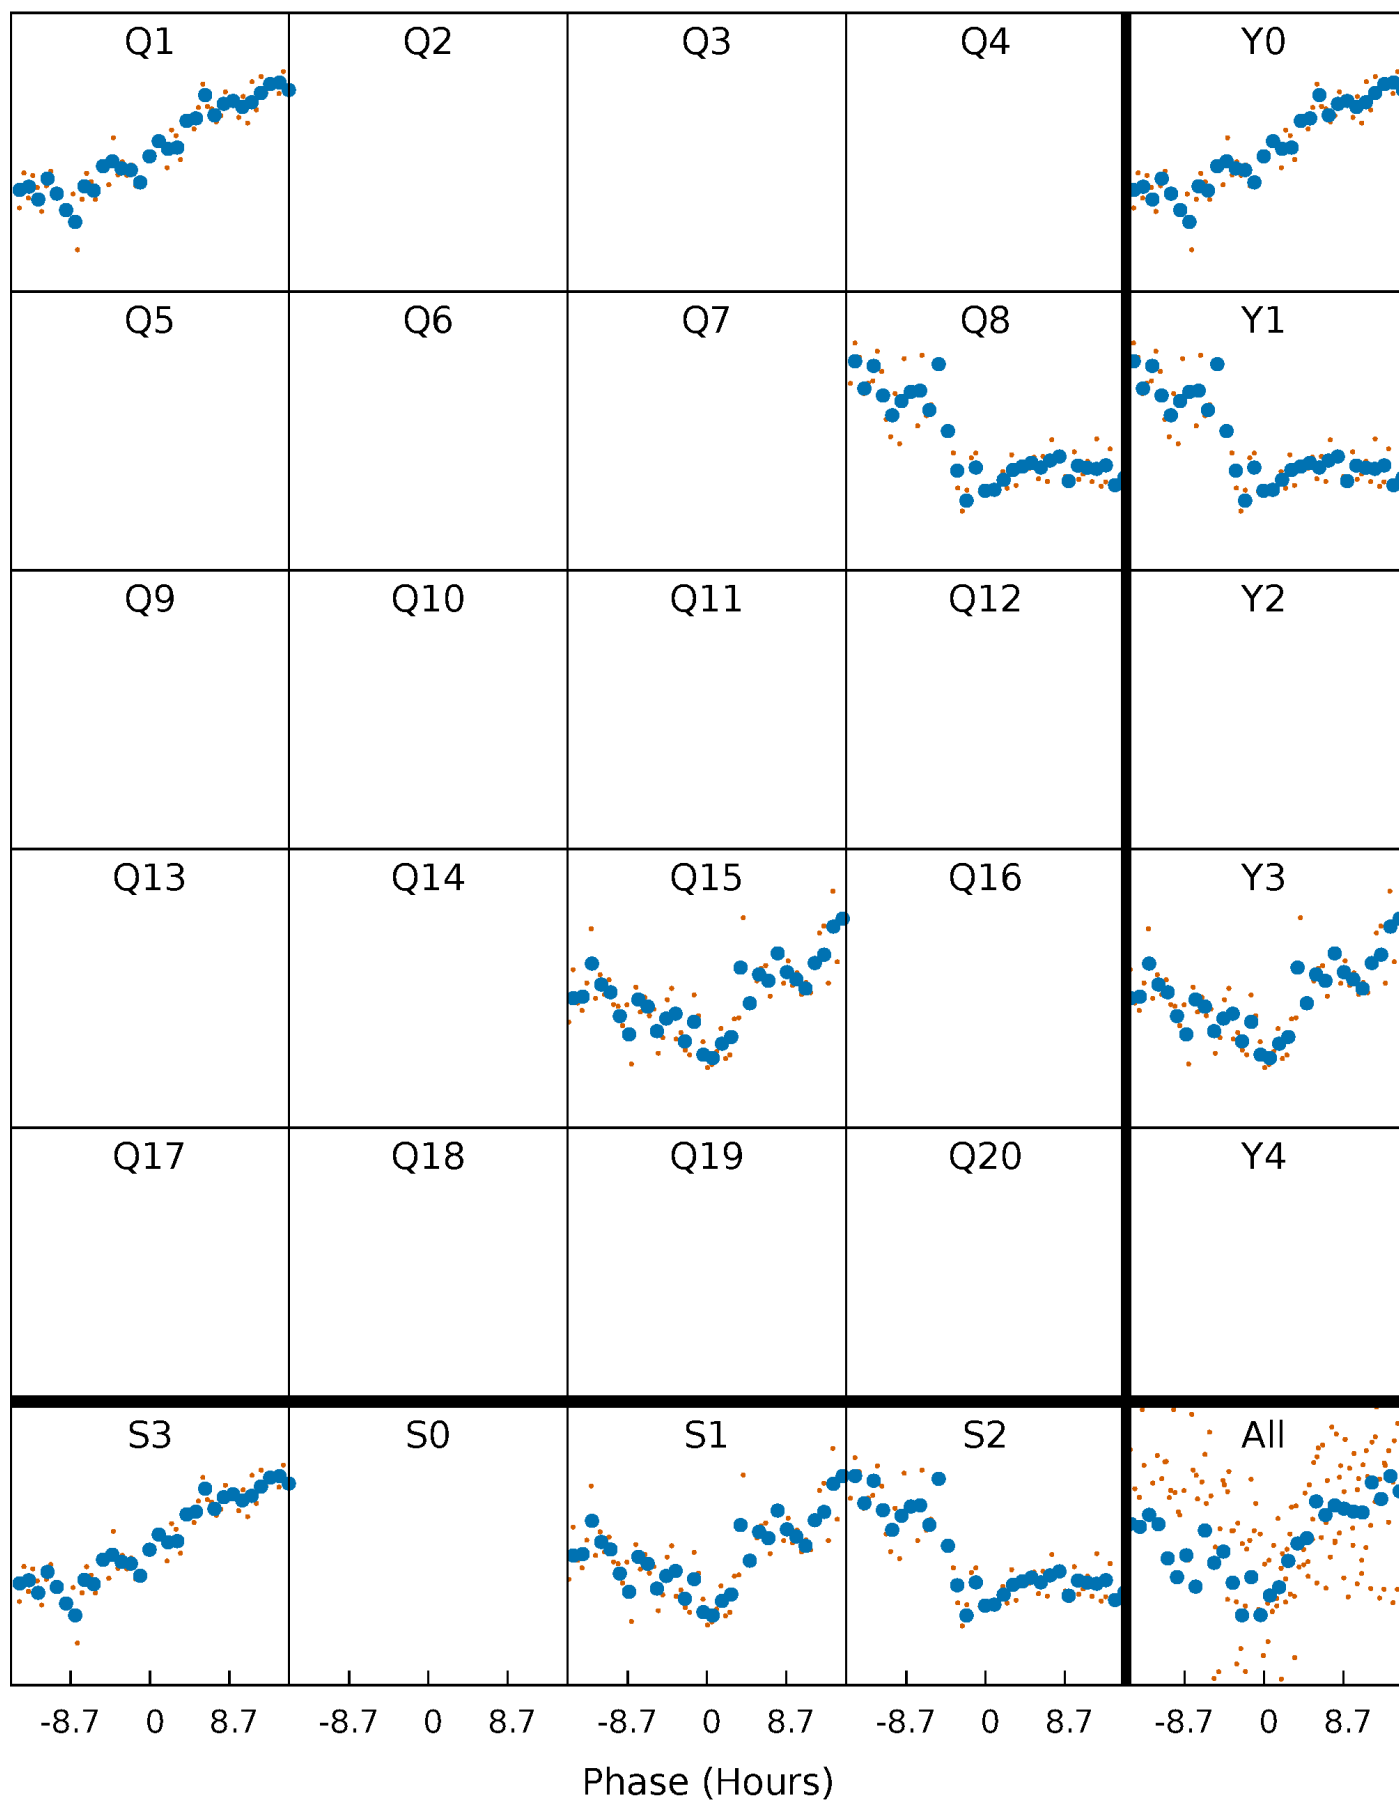 Q1 Q2 Q3 Q4 Y0
Q5 Q6 Q7 Q8 Y1
Q9 Q10 Q11 Q12 Y2
Q13 Q14 Q15 Q16 Y3
Q17 Q18 Q19 Q20 Y4
S3 S0 S1 S2 All
-8.7 0 8.7 -8.7 0 8.7 -8.7 0 8.7 -8.7 0 8.7 -8.7 0 8.7
Phase (Hours)